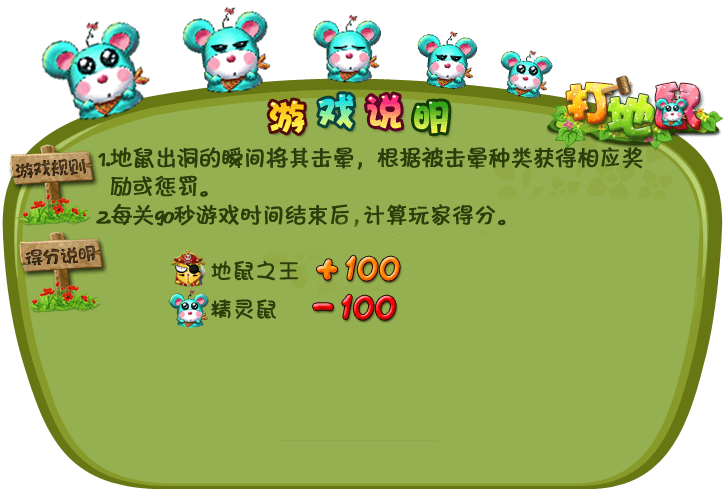 打地鼠
游戏说明
游戏规则
1.地鼠出洞的瞬间将其击晕，根据被击晕种类获得相应奖
励或惩罚。
2.每关90秒游戏时间结束后，计算玩家得分。
得分说明
地鼠之王 +100
精灵鼠 -100